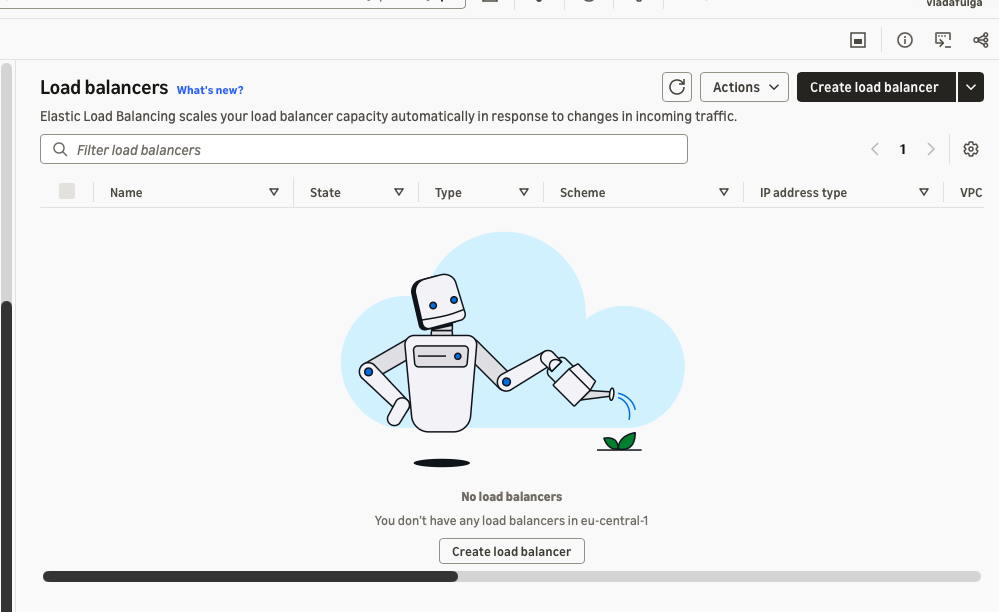 vladafulga
Load balancers What's new?
Actions
Create load balancer
Elastic Load Balancing scales your load balancer capacity automatically in response to changes in incoming traffic.
Filter load balancers
1
Name State Type Scheme IP address type VPC
No load balancers
You don't have any load balancers in eu-central-1
Create load balancer